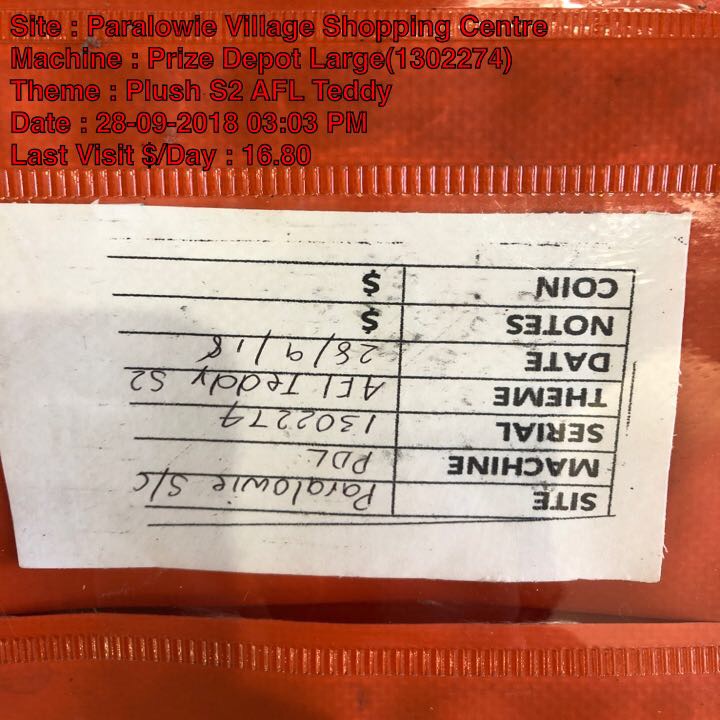 Site : Paralowie Village Shopping Centre
Machine : Prize Depot Large(1302274)
Theme : Plush S2 AFL Teddy
Date : 28-09-2018 03:03 PM
Last Visit $/Day : 16.80
SITE Paralowie S/C
MACHINE PDL
SERIAL 1302274
THEME AFL Teddy S2
DATE 28/9/18
NOTES $
COIN $